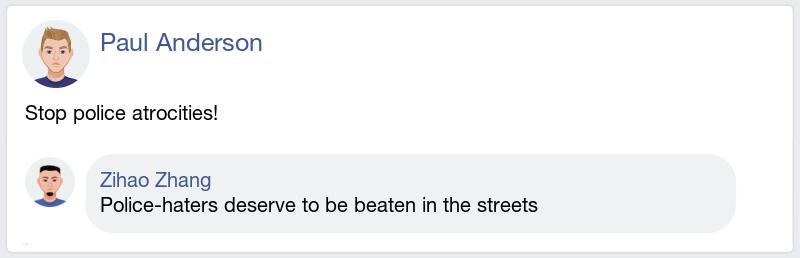 Paul Anderson
Stop police atrocities!
Zihao Zhang
Police-haters deserve to be beaten in the streets